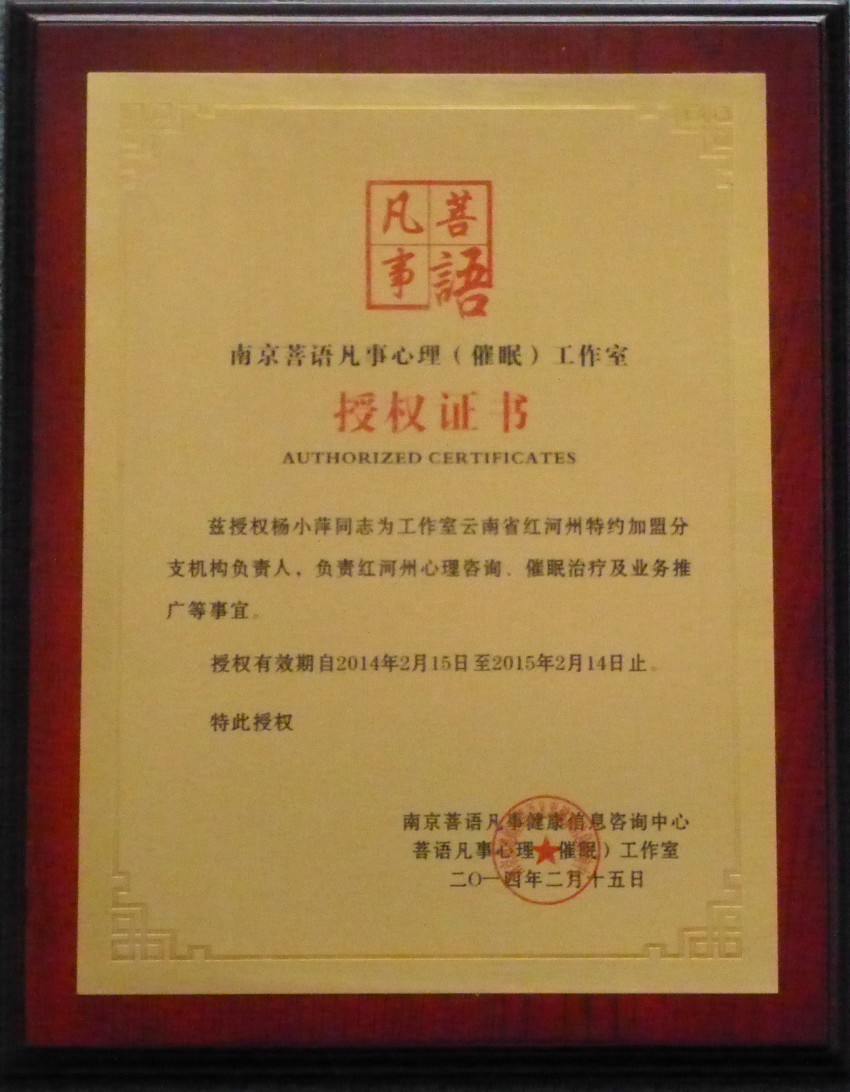 菩語凡事
南京菩语凡事心理（催眠）工作室
授权证书
AUTHORIZED CERTIFICATES
兹授权杨小萍同志为工作室云南省红河州特约加盟分
支机构负责人，负责红河州心理咨询、催眠治疗及业务推
广等事宜。
授权有效期自2014年2月15日至2015年2月14日止。
特此授权
南京菩语凡事健康信息咨询中心
菩语凡事心理（催眠）工作室
二〇一四年二月十五日